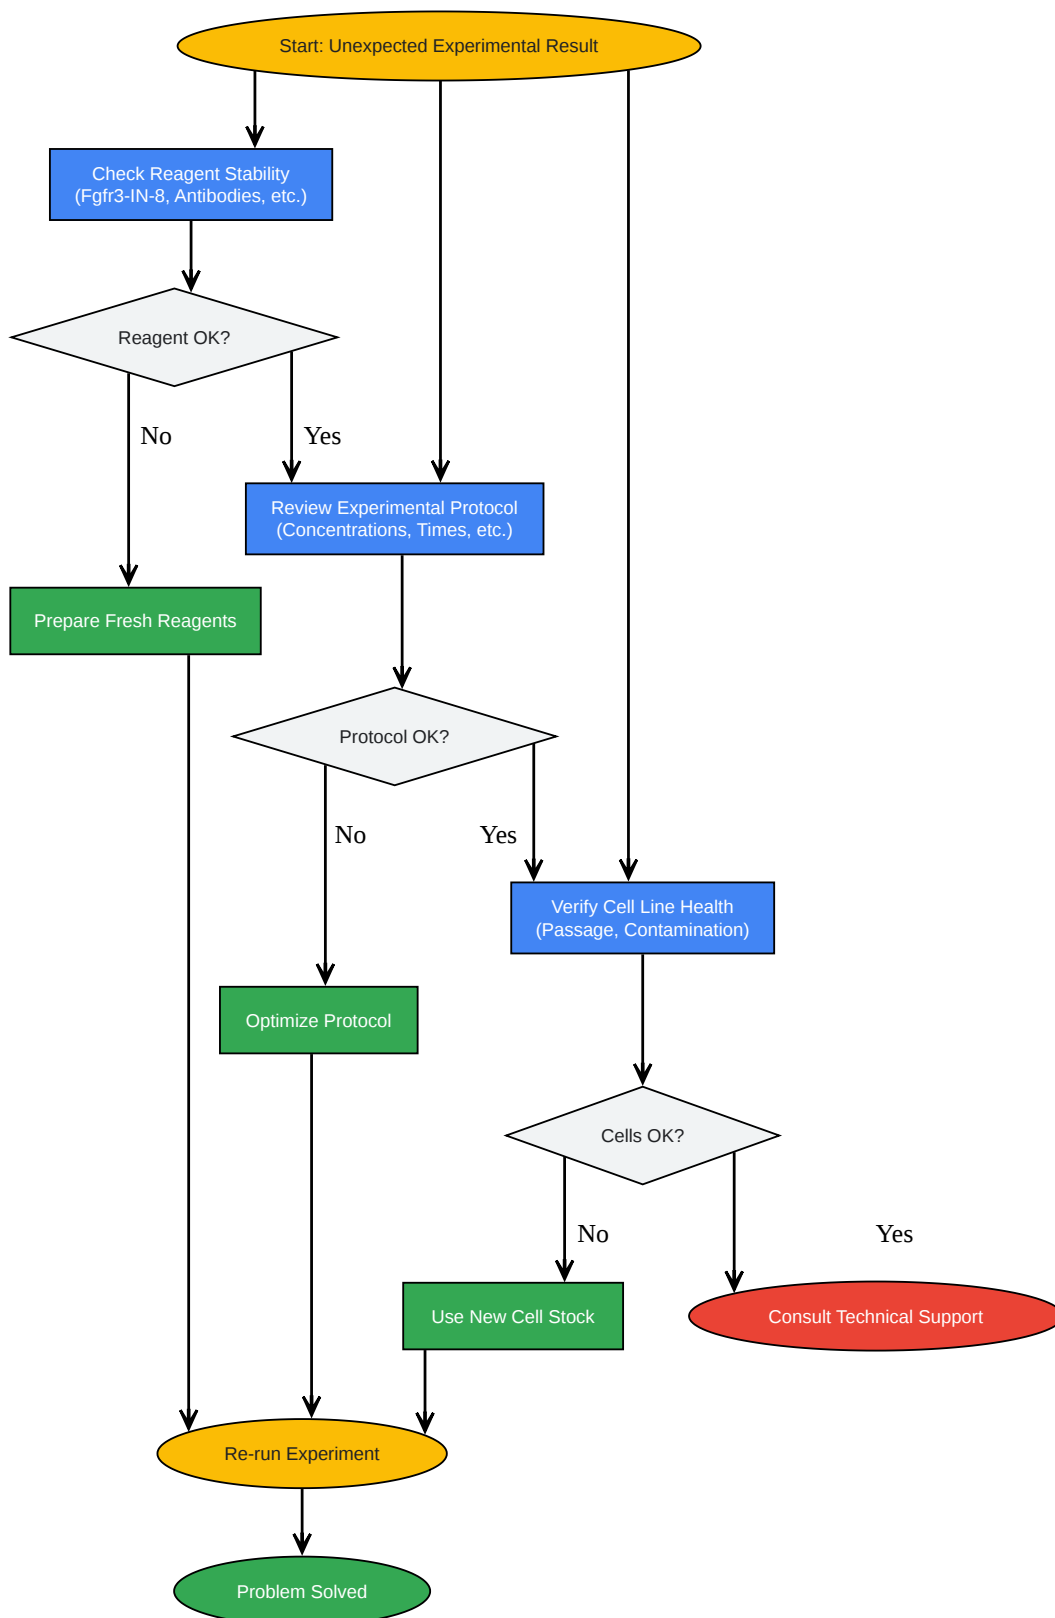 Start: Unexpected Experimental Result
Check Reagent Stability
(Fgfr3-IN-8, Antibodies, etc.)
Reagent OK?
No
Yes
Review Experimental Protocol
(Concentrations, Times, etc.)
Prepare Fresh Reagents
Protocol OK?
No
Yes
Verify Cell Line Health
(Passage, Contamination)
Optimize Protocol
Cells OK?
No
Yes
Use New Cell Stock
Consult Technical Support
Re-run Experiment
Problem Solved